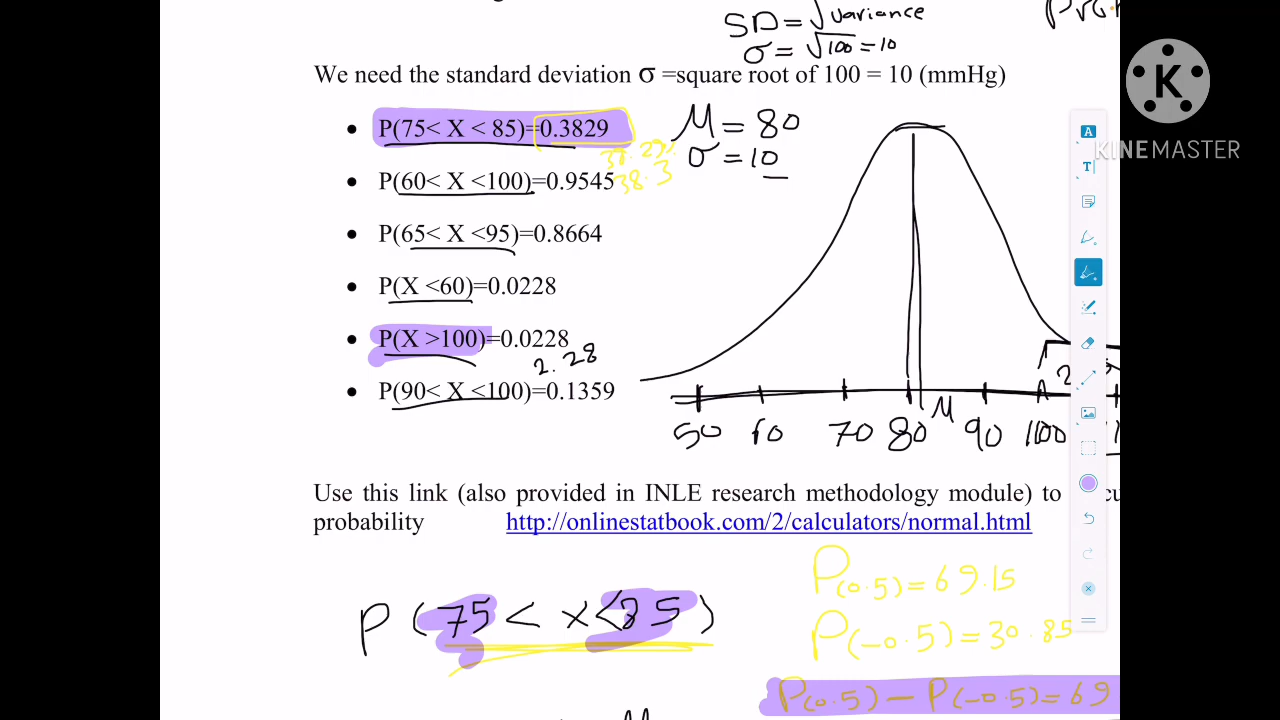 SD = √variance
σ = √100 = 10
We need the standard deviation σ =square root of 100 = 10 (mmHg)
K
KINEMASTER
• P(75< X < 85)=0.3829
38.3
μ = 80
σ = 10
• P(60< X <100)=0.9545
• P(65< X <95)=0.8664
• P(X <60)=0.0228
• P(X >100)=0.0228
2.28
• P(90< X <100)=0.1359
50 60 70 80 μ 90 100
Use this link (also provided in INLE research methodology module) to
probability http://onlinestatbook.com/2/calculators/normal.html
P(0.5) = 69.15
P(75 < x < 85)
P(-0.5) = 30.85
P(0.5) - P(-0.5) = 69
A
T